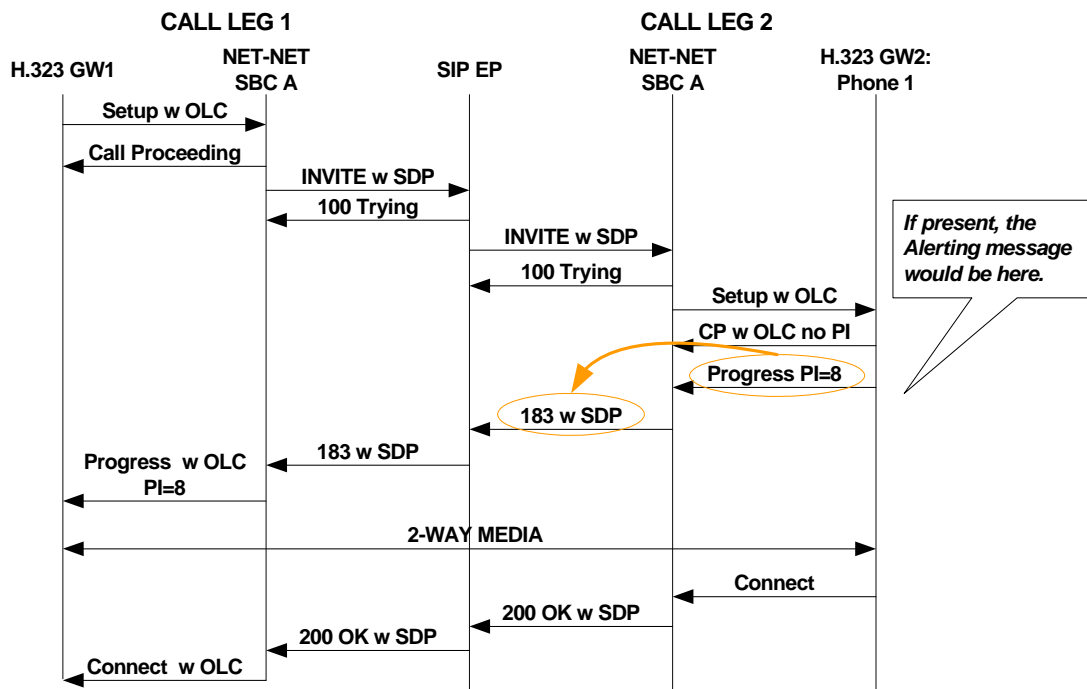 CALL LEG 1
CALL LEG 2
H.323 GW1
NET-NET
SBC A
SIP EP
NET-NET
SBC A
H.323 GW2:
Phone 1
Setup w OLC
Call Proceeding
INVITE w SDP
100 Trying
INVITE w SDP
100 Trying
If present, the
Alerting message
would be here.
Setup w OLC
CP w OLC no PI
Progress PI=8
183 w SDP
183 w SDP
Progress w OLC
PI=8
2-WAY MEDIA
Connect
200 OK w SDP
200 OK w SDP
Connect w OLC